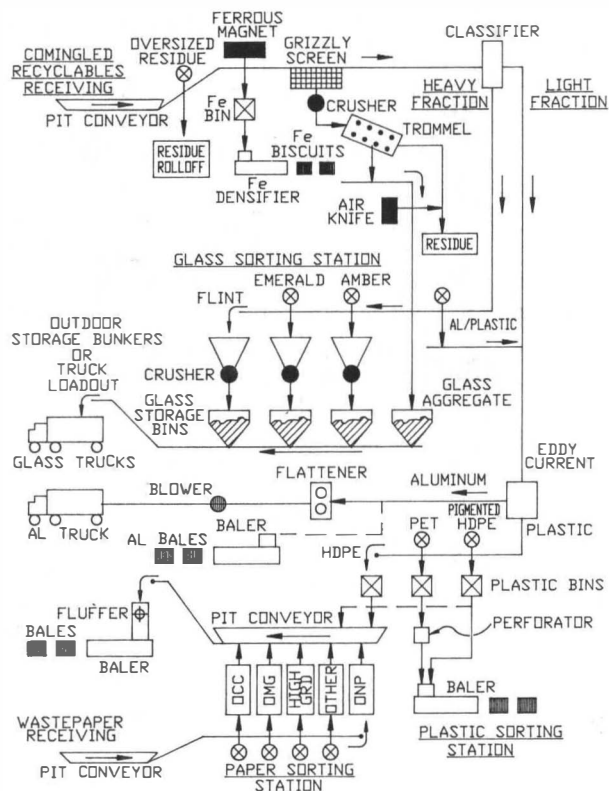 FERROUS
MAGNET
OVERSIZED
RESIDUE
GRIZZLY
SCREEN
CLASSIFIER
COMINGLED
RECYCLABLES
RECEIVING
PIT CONVEYOR
Fe
BIN
CRUSHER
HEAVY
FRACTION
LIGHT
FRACTION
TROMMEL
RESIDUE
ROLLOFF
Fe
BISCUITS
Fe
DENSIFIER
AIR
KNIFE
RESIDUE
GLASS SORTING STATION
EMERALD
AMBER
FLINT
AL/PLASTIC
OUTDOOR
STORAGE BUNKERS
OR
TRUCK
LOADOUT
CRUSHER
GLASS
STORAGE
BINS
GLASS
AGGREGATE
GLASS TRUCKS
EDDY
CURRENT
FLATTENER
ALUMINUM
BLOWER
AL TRUCK
PLASTIC
BALER
AL BALES
PET
PIGMENTED
HDPE
HDPE
PLASTIC BINS
FLUFFER
PIT CONVEYOR
BALES
BALER
PERFORATOR
OCC
OMG
HIGH
GRD
OTHER
ONP
BALER
WASTEPAPER
RECEIVING
PLASTIC SORTING
STATION
PIT CONVEYOR
PAPER SORTING
STATION